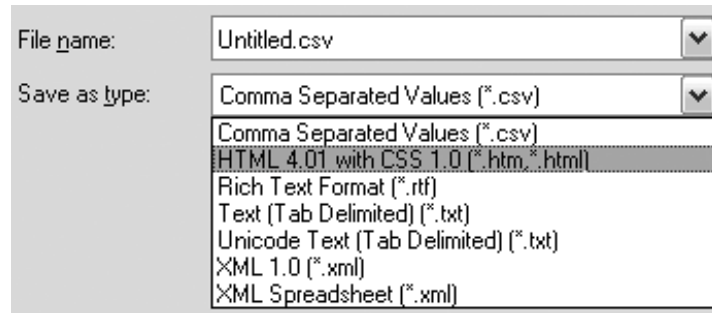 File name: Untitled.csv
Save as type: Comma Separated Values (*.csv)
Comma Separated Values (*.csv)
HTML 4.01 with CSS 1.0 (*.htm,*.html)
Rich Text Format (*.rtf)
Text (Tab Delimited) (*.txt)
Unicode Text (Tab Delimited) (*.txt)
XML 1.0 (*.xml)
XML Spreadsheet (*.xml)